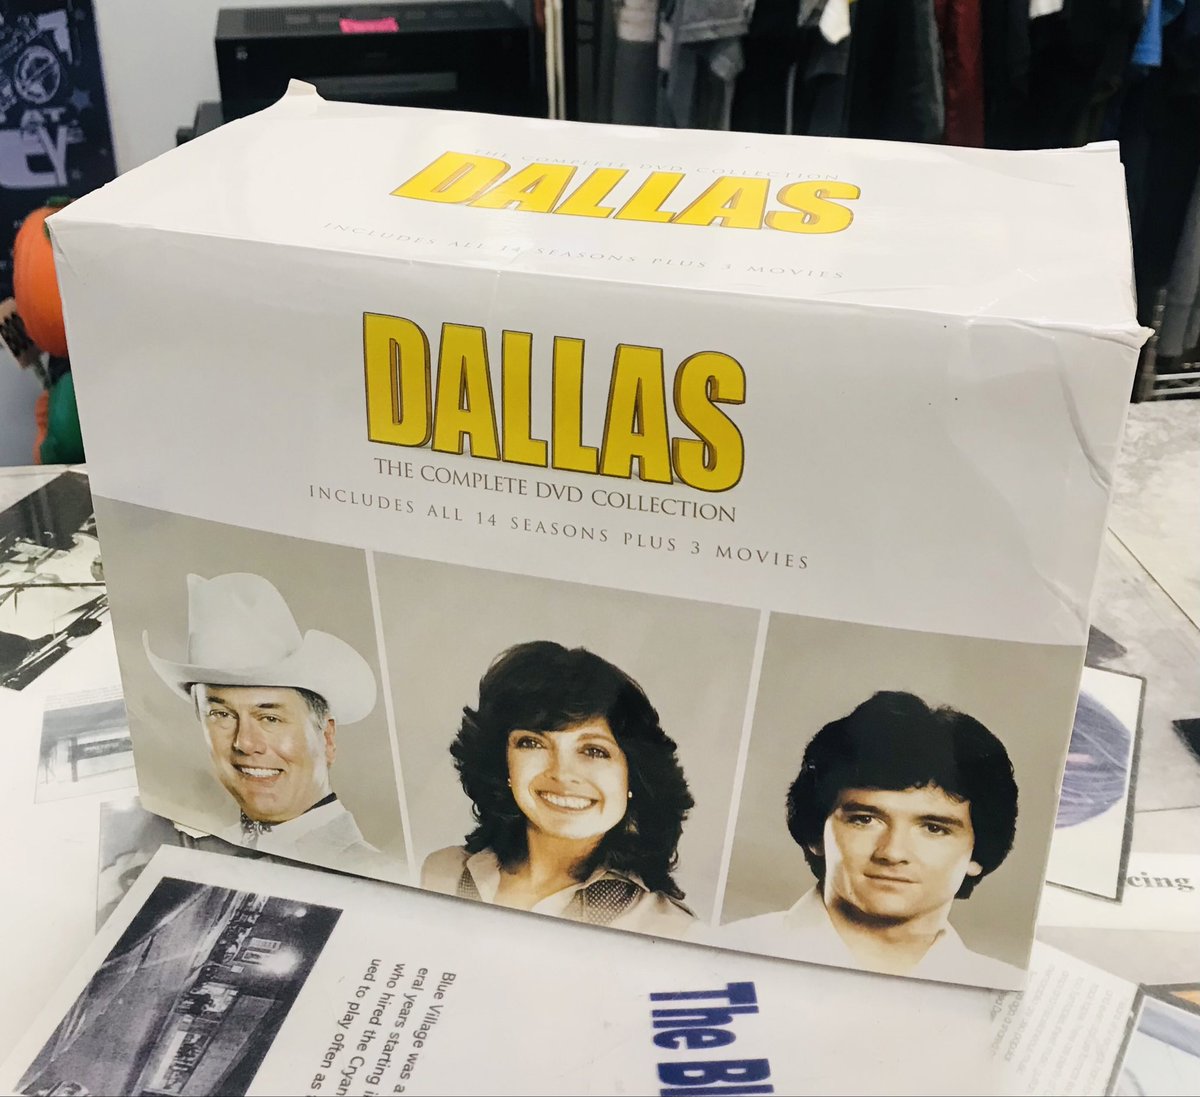 THE COMPLETE DVD COLLECTION
DALLAS
INCLUDES ALL 14 SEASONS PLUS 3 MOVIES
DALLAS
THE COMPLETE DVD COLLECTION
INCLUDES ALL 14 SEASONS PLUS 3 MOVIES
cing
Blue Village was a
eral years starting i
who hired the Cryan
ued to play often as
The Bl